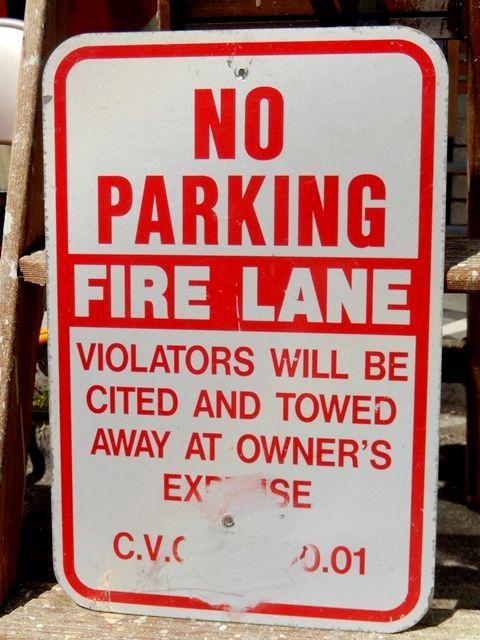 NO
PARKING
FIRE LANE
VIOLATORS WILL BE
CITED AND TOWED
AWAY AT OWNER'S